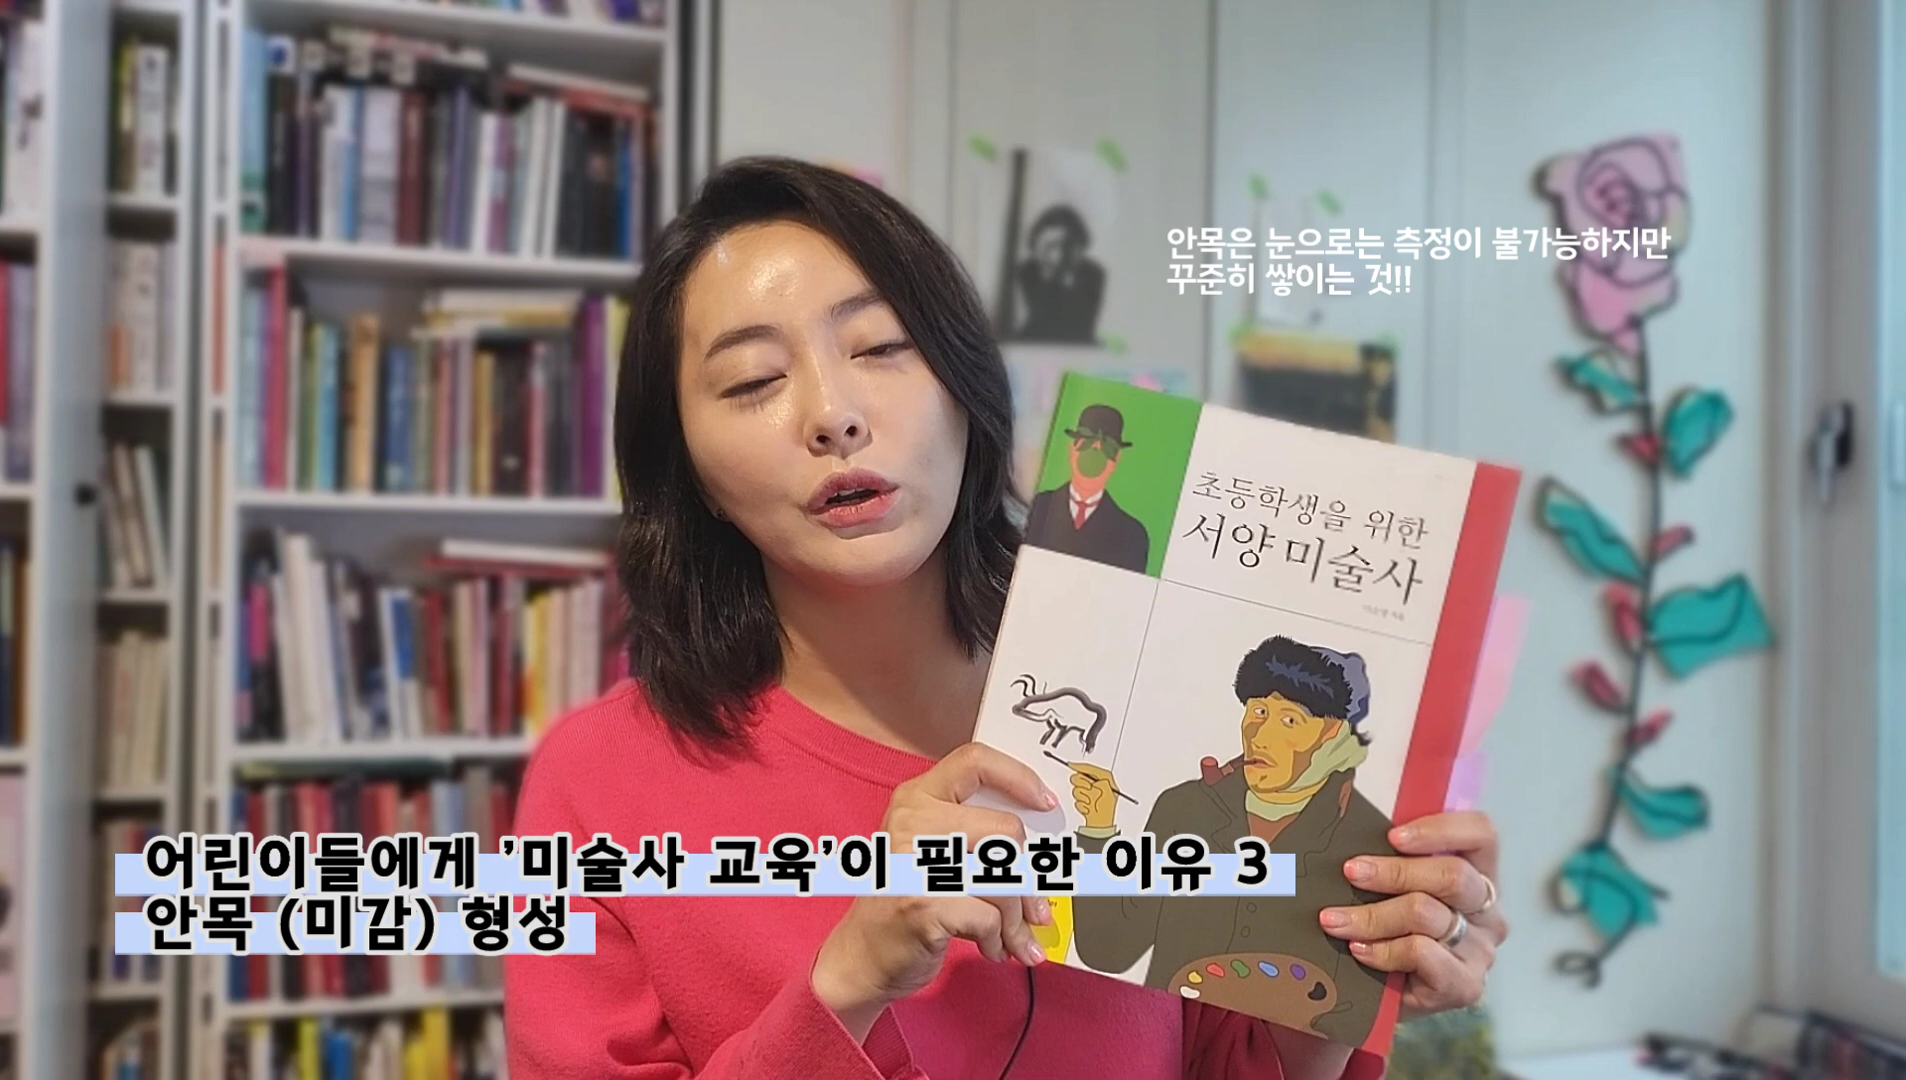 안목은 눈으로는 측정이 불가능하지만
꾸준히 쌓이는 것!!
초등학생을 위한
서양 미술사
어린이들에게 '미술사 교육'이 필요한 이유 3
안목 (미감) 형성